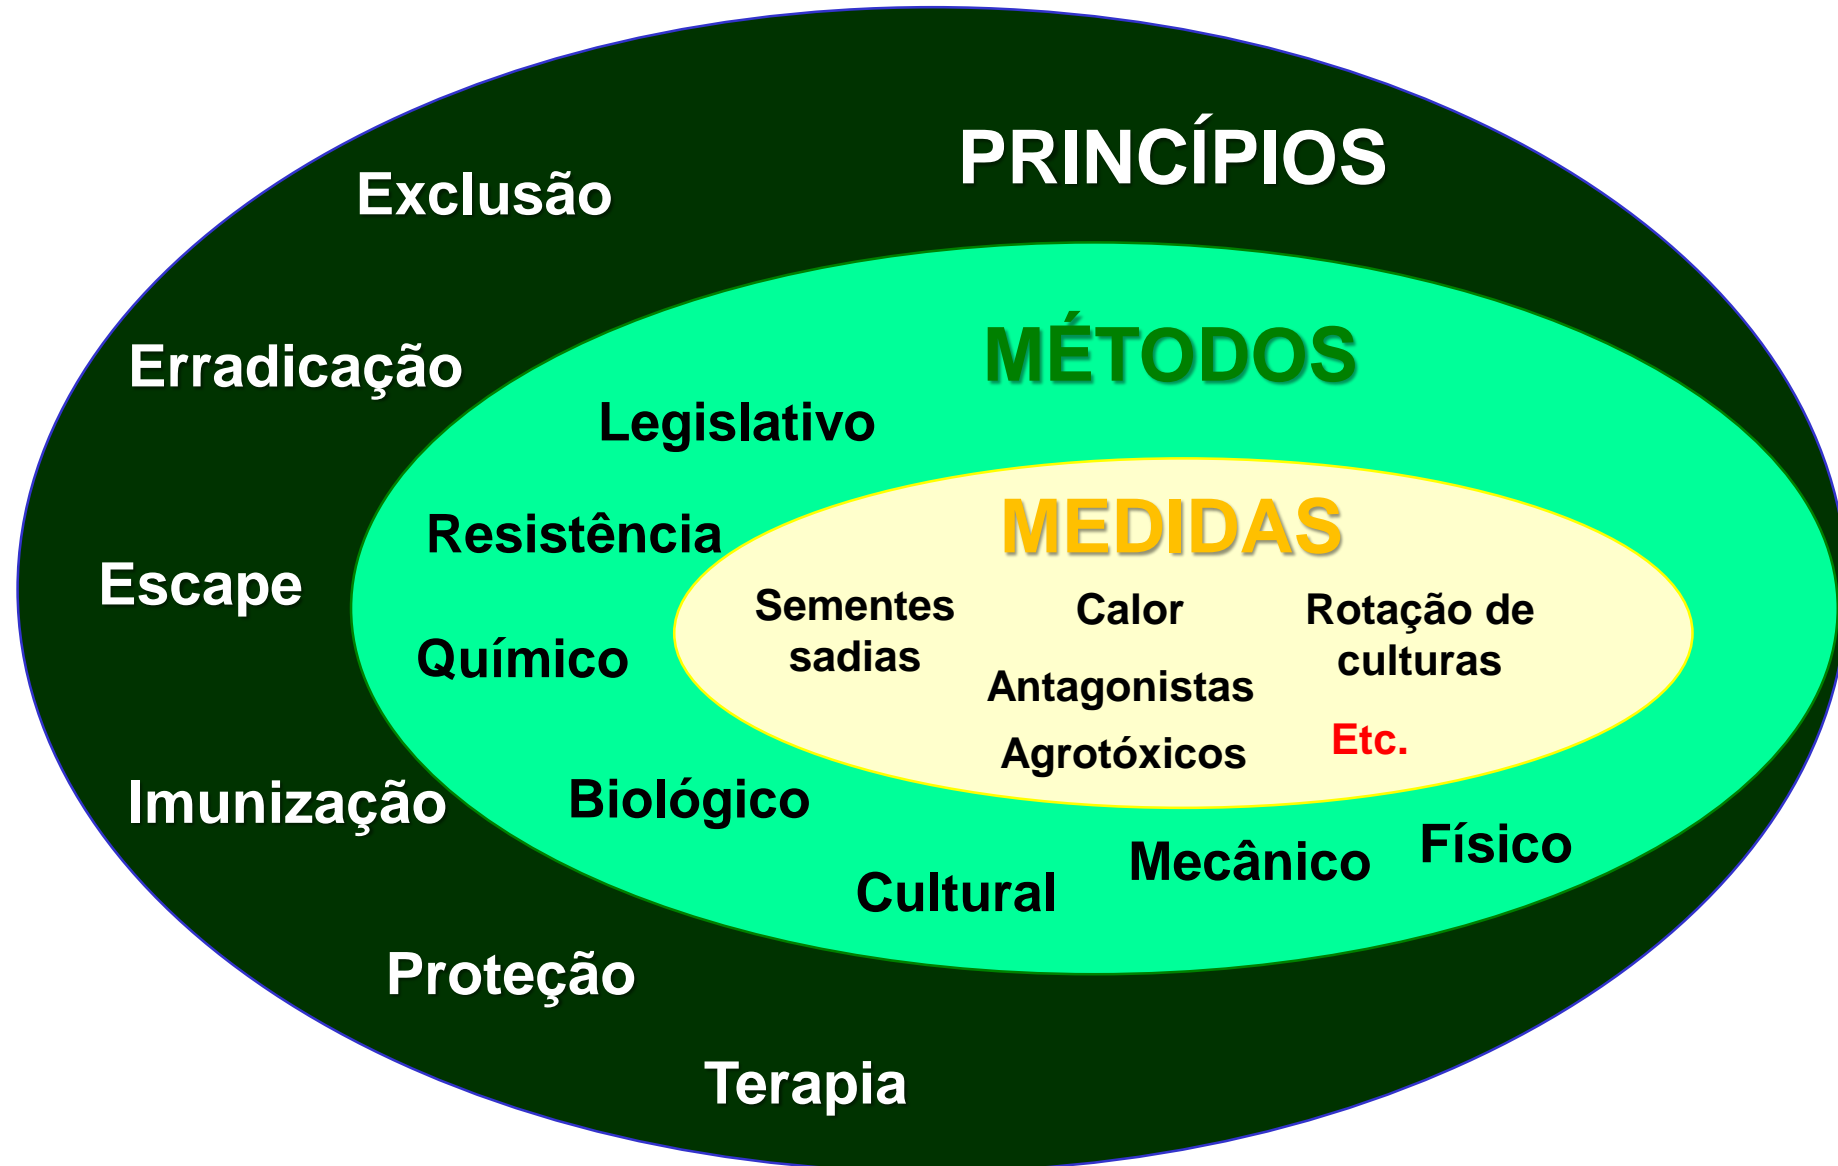 PRINCÍPIOS
Exclusão
Erradicação
Escape
Imunização
Proteção
Terapia
MÉTODOS
Legislativo
Resistência
Químico
Biológico
Cultural
Mecânico
Físico
MEDIDAS
Sementes
sadias
Calor
Antagonistas
Agrotóxicos
Rotação de
culturas
Etc.